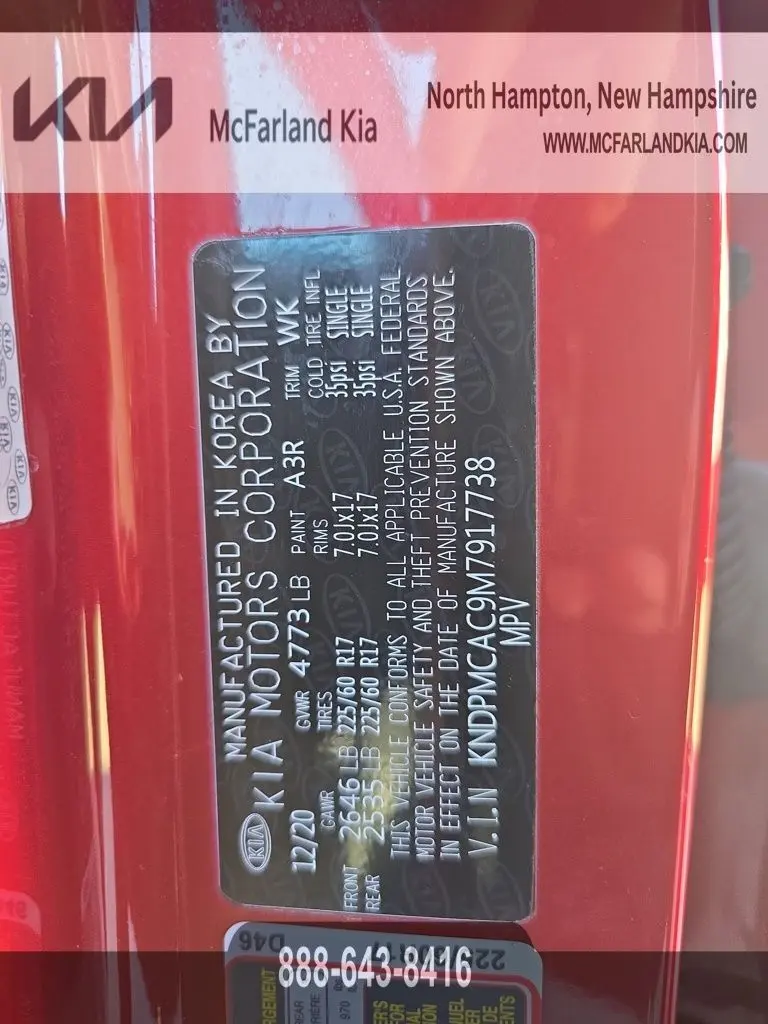 KIA
McFarland Kia
North Hampton, New Hampshire
WWW.MCFARLANDKIA.COM
KIA
MANUFACTURED IN KOREA BY
KIA MOTORS CORPORATION
12/20 GVWR 4773 LB PAINT A3R TRIM WK
GAWR TIRES RIMS COLD TIRE INFL
FRONT 2646 LB 225/60 R17 7.0Jx17 35psi SINGLE
REAR 2535 LB 225/60 R17 7.0Jx17 35psi SINGLE
THIS VEHICLE CONFORMS TO ALL APPLICABLE U.S.A. FEDERAL
MOTOR VEHICLE SAFETY AND THEFT PREVENTION STANDARDS
IN EFFECT ON THE DATE OF MANUFACTURE SHOWN ABOVE.
V.I.N KNDPMCAC9M7917738
MPV
D46
888-643-8416
970